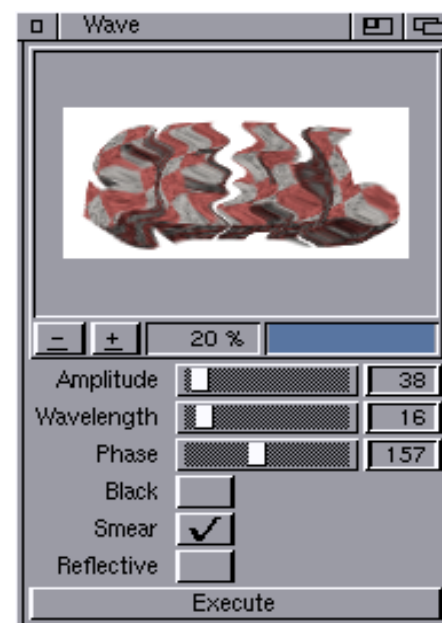 Wave
− + 20 %
Amplitude 38
Wavelength 16
Phase 157
Black
Smear
Reflective
Execute